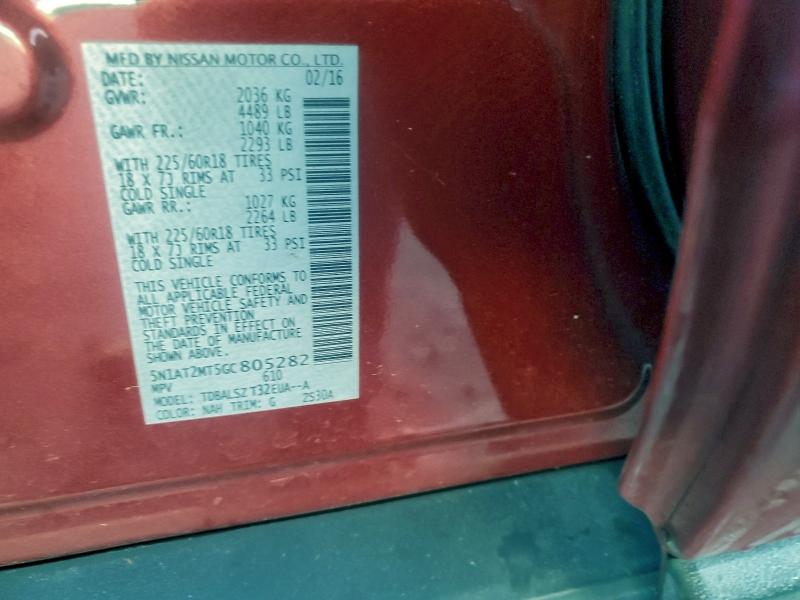 MFD BY NISSAN MOTOR CO., LTD.
DATE: 02/16
GVWR: 2036 KG
4489 LB
GAWR FR.: 1040 KG
2293 LB
WITH 225/60R18 TIRES
18 X 7J RIMS AT 33 PSI
COLD SINGLE
GAWR RR.: 1027 KG
2264 LB
WITH 225/60R18 TIRES
18 X 7J RIMS AT 33 PSI
COLD SINGLE
THIS VEHICLE CONFORMS TO
ALL APPLICABLE FEDERAL
MOTOR VEHICLE SAFETY AND
THEFT PREVENTION
STANDARDS IN EFFECT ON
THE DATE OF MANUFACTURE
SHOWN ABOVE.
5N1AT2MT5GC805282
MPV 610
MODEL: TDBALSZ T32EUA--A
COLOR: NAH TRIM: G 2S30A